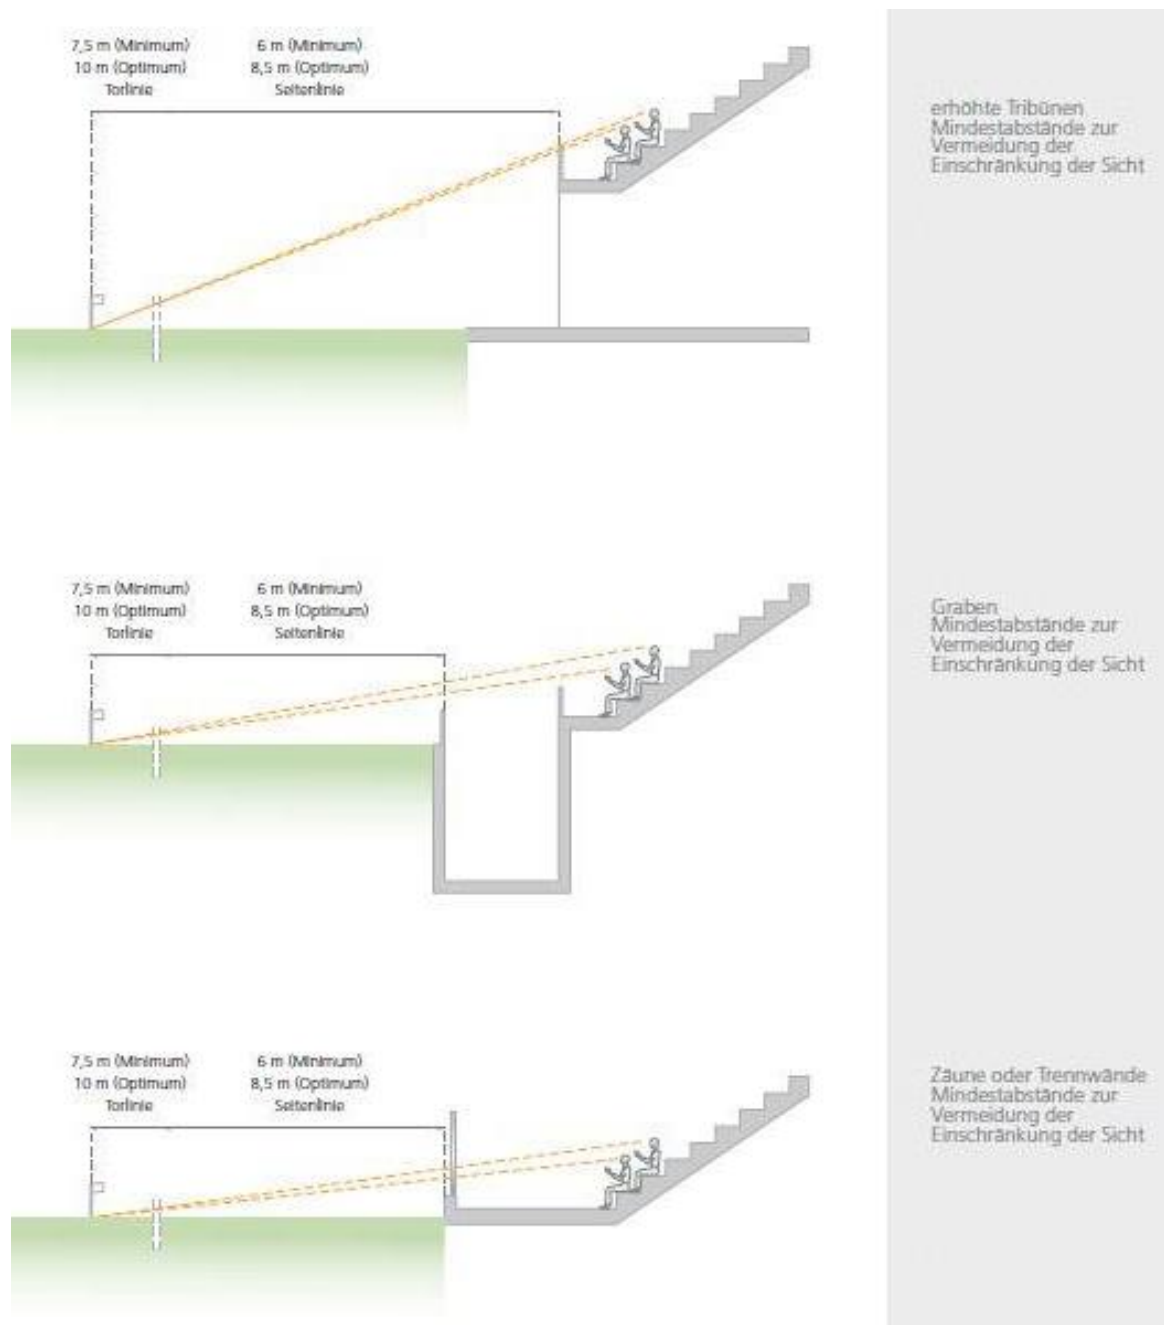 7,5 m (Minimum) 6 m (Minimum)
10 m (Optimum) 8,5 m (Optimum)
Torlinie Seitenlinie
erhöhte Tribünen
Mindestabstände zur
Vermeidung der
Einschränkung der Sicht
7,5 m (Minimum) 6 m (Minimum)
10 m (Optimum) 8,5 m (Optimum)
Torlinie Seitenlinie
Graben
Mindestabstände zur
Vermeidung der
Einschränkung der Sicht
7,5 m (Minimum) 6 m (Minimum)
10 m (Optimum) 8,5 m (Optimum)
Torlinie Seitenlinie
Zäune oder Trennwände
Mindestabstände zur
Vermeidung der
Einschränkung der Sicht